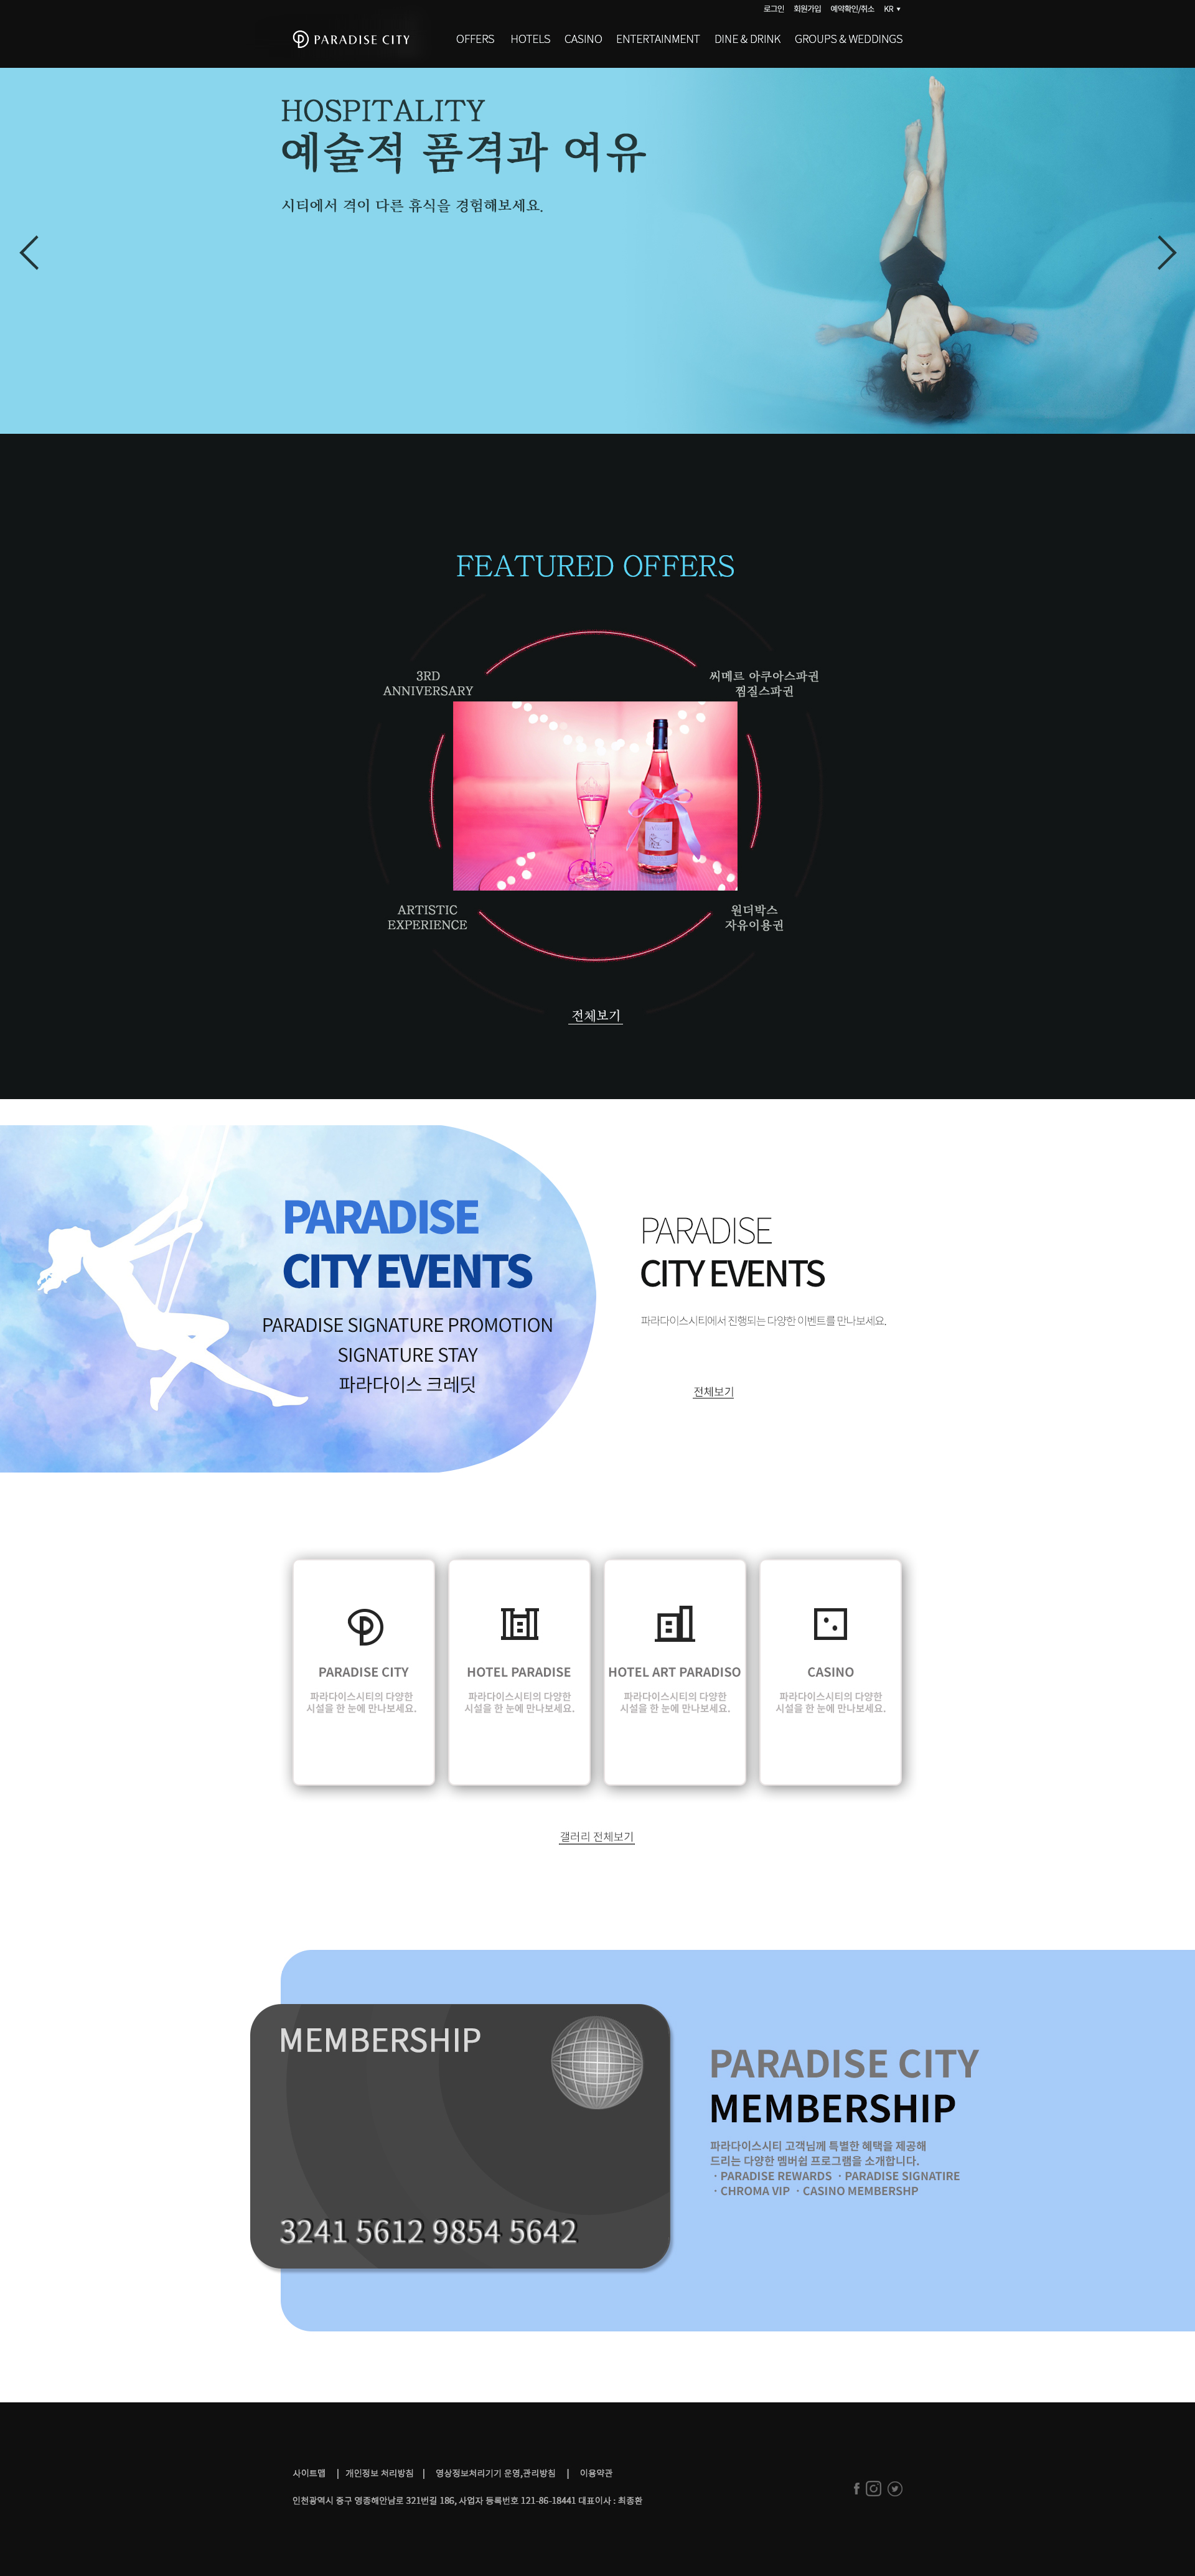 로그인 회원가입 예약확인/취소 KR ▼
PARADISE CITY
OFFERS HOTELS CASINO ENTERTAINMENT DINE & DRINK GROUPS & WEDDINGS
HOSPITALITY
예술적 품격과 여유
시티에서 격이 다른 휴식을 경험해보세요.
FEATURED OFFERS
3RD
ANNIVERSARY
씨메르 아쿠아스파권
찜질스파권
ARTISTIC
EXPERIENCE
원더박스
자유이용권
전체보기
PARADISE
CITY EVENTS
PARADISE SIGNATURE PROMOTION
SIGNATURE STAY
파라다이스 크레딧
PARADISE
CITY EVENTS
파라다이스시티에서 진행되는 다양한 이벤트를 만나보세요.
전체보기
PARADISE CITY
파라다이스시티의 다양한
시설을 한 눈에 만나보세요.
HOTEL PARADISE
파라다이스시티의 다양한
시설을 한 눈에 만나보세요.
HOTEL ART PARADISO
파라다이스시티의 다양한
시설을 한 눈에 만나보세요.
CASINO
파라다이스시티의 다양한
시설을 한 눈에 만나보세요.
갤러리 전체보기
MEMBERSHIP
3241 5612 9854 5642
PARADISE CITY
MEMBERSHIP
파라다이스시티 고객님께 특별한 혜택을 제공해
드리는 다양한 멤버쉽 프로그램을 소개합니다.
· PARADISE REWARDS · PARADISE SIGNATIRE
· CHROMA VIP · CASINO MEMBERSHP
사이트맵 | 개인정보 처리방침 | 영상정보처리기기 운영,관리방침 | 이용약관
인천광역시 중구 영종해안남로 321번길 186, 사업자 등록번호 121-86-18441 대표이사 : 최종환